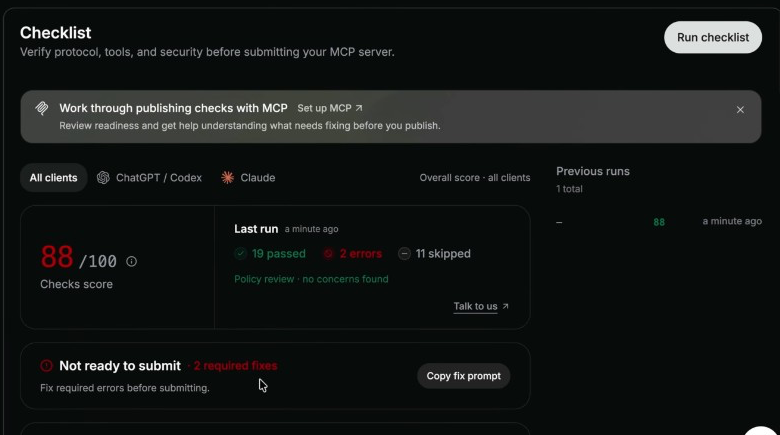 Checklist
Run checklist
Verify protocol, tools, and security before submitting your MCP server.
Work through publishing checks with MCP Set up MCP ↗
Review readiness and get help understanding what needs fixing before you publish.
All clients ChatGPT / Codex Claude Overall score · all clients
Previous runs
1 total
– 88 a minute ago
88 /100
Checks score
Last run a minute ago
19 passed 2 errors 11 skipped
Policy review · no concerns found
Talk to us ↗
Not ready to submit · 2 required fixes
Fix required errors before submitting.
Copy fix prompt